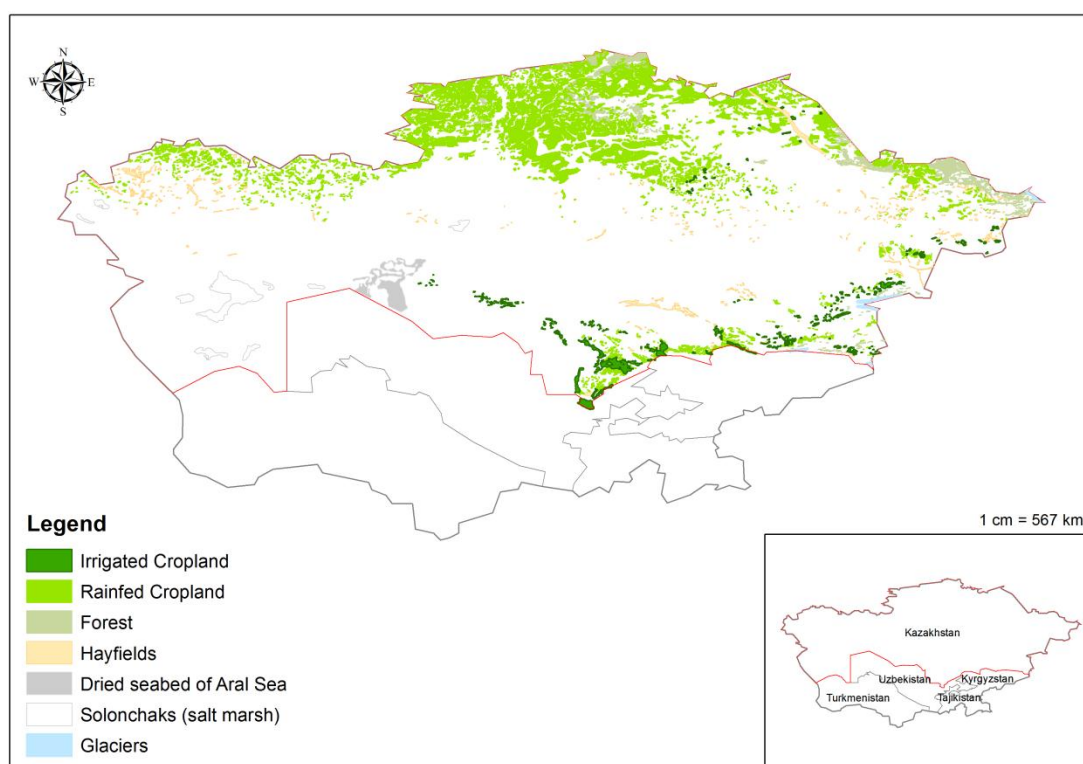 N
W E
S
1 cm = 567 km
Legend
Irrigated Cropland
Rainfed Cropland
Forest
Hayfields
Dried seabed of Aral Sea
Solonchaks (salt marsh)
Glaciers
Kazakhstan
Uzbekistan
Kyrgyzstan
Turkmenistan
Tajikistan